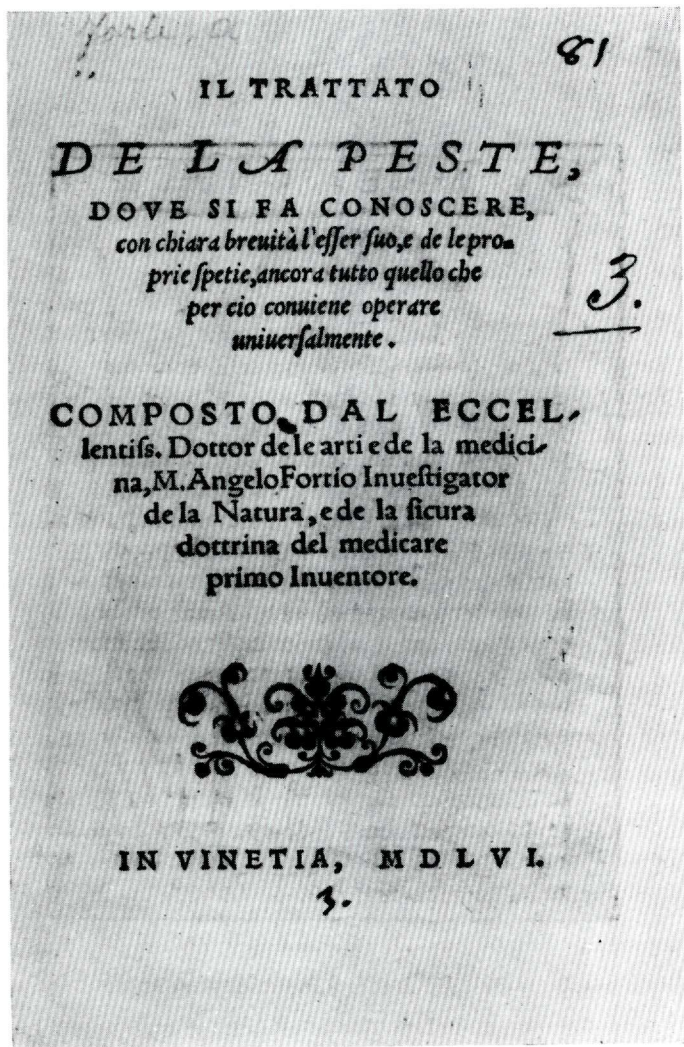 forte, a
81
IL TRATTATO
DE LA PESTE,
DOVE SI FA CONOSCERE,
con chiara breuità l'eſſer ſuo, e de le pro-
prie ſpetie, ancora tutto quello che
per cio conuiene operare
uniuerſalmente.
3.
COMPOSTO DAL ECCEL-
lentiſs. Dottor de le arti e de la medici-
na, M. Angelo Fortio Inueſtigator
de la Natura, e de la ſicura
dottrina del medicare
primo Inuentore.
IN VINETIA, MDLVI.
3.